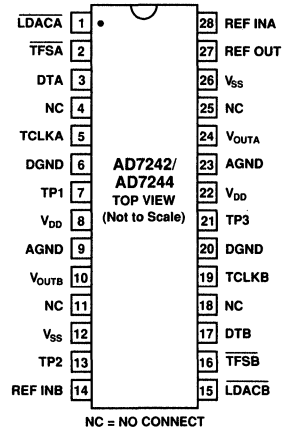 LDACA 1 28 REF INA
TFSA 2 27 REF OUT
DTA 3 26 VSS
NC 4 25 NC
TCLKA 5 24 VOUTA
DGND 6 23 AGND
TP1 7 22 VDD
VDD 8 21 TP3
AGND 9 20 DGND
VOUTB 10 19 TCLKB
NC 11 18 NC
VSS 12 17 DTB
TP2 13 16 TFSB
REF INB 14 15 LDACB
AD7242/
AD7244
TOP VIEW
(Not to Scale)
NC = NO CONNECT